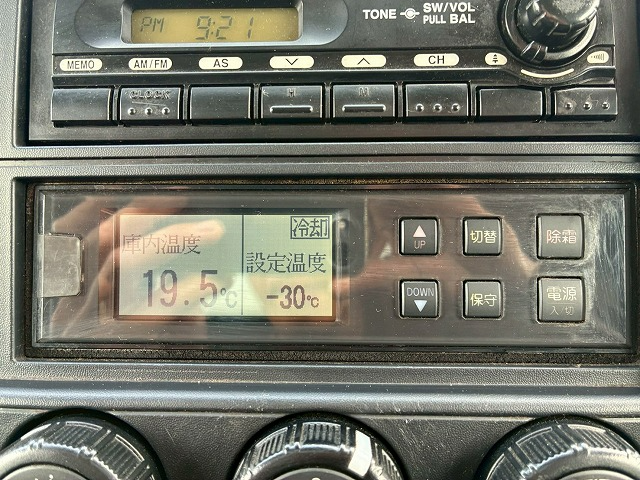 PM 9:21
TONE SW/VOL
PULL BAL
MEMO AM/FM AS CH
CLOCK H M
冷却
庫内温度 設定温度
19.5℃ -30℃
UP 切替 除霜
DOWN 保守 電源
入 切